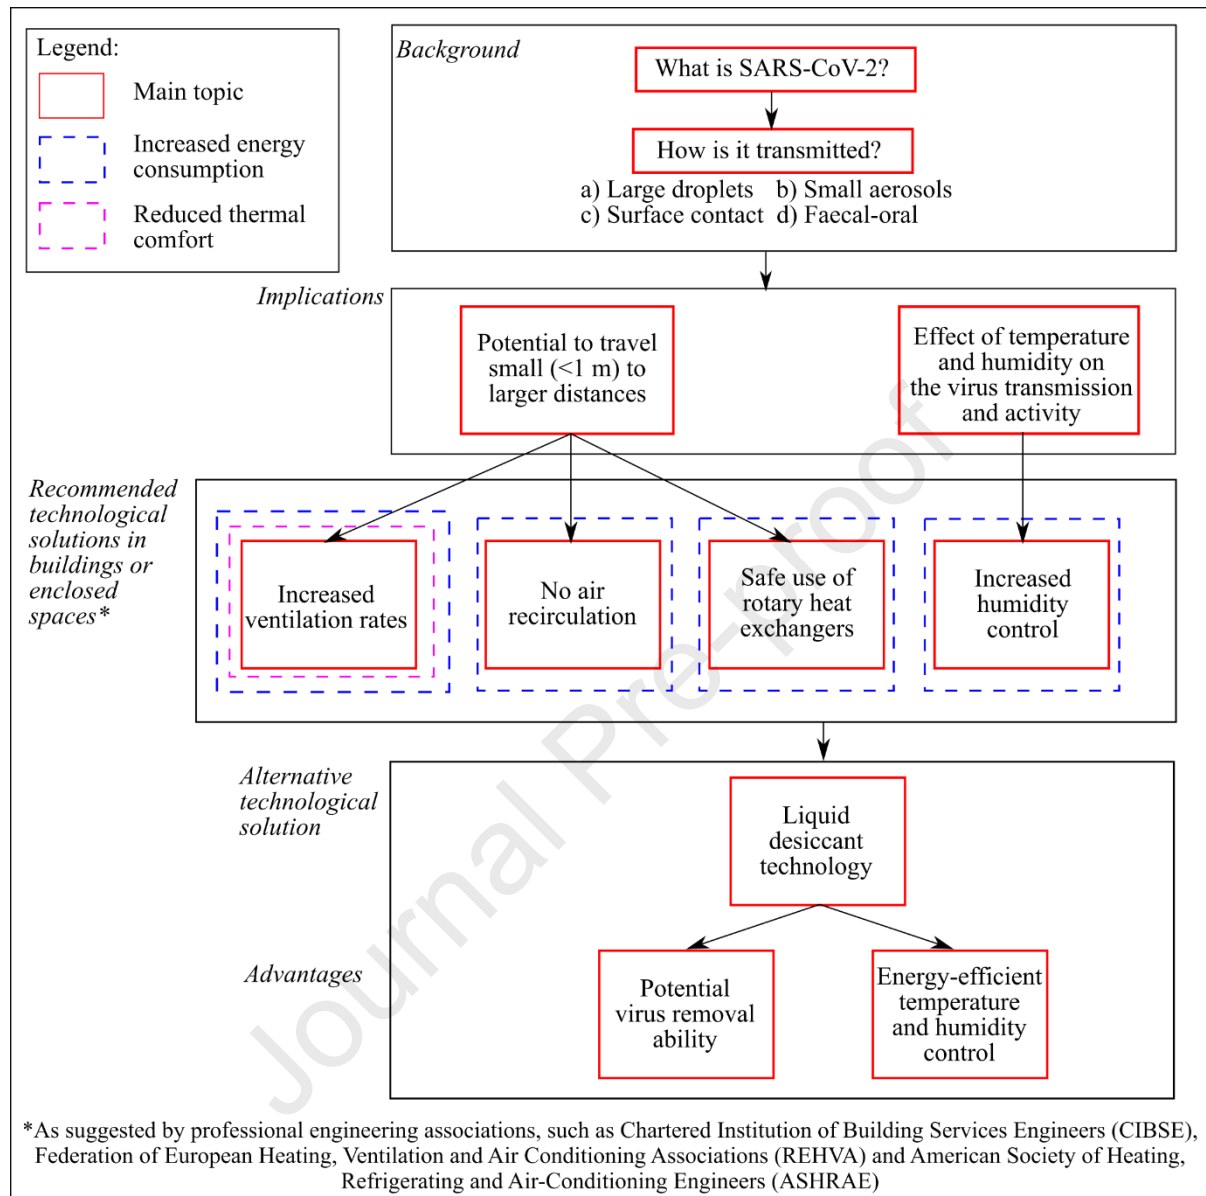 Legend:
Main topic
Increased energy
consumption
Reduced thermal
comfort
Background
What is SARS-CoV-2?
How is it transmitted?
a) Large droplets b) Small aerosols
c) Surface contact d) Faecal-oral
Implications
Potential to travel
small (<1 m) to
larger distances
Effect of temperature
and humidity on
the virus transmission
and activity
Recommended
technological
solutions in
buildings or
enclosed
spaces*
Increased
ventilation rates
No air
recirculation
Safe use of
rotary heat
exchangers
Increased
humidity
control
Alternative
technological
solution
Liquid
desiccant
technology
Advantages
Potential
virus removal
ability
Energy-efficient
temperature
and humidity
control
*As suggested by professional engineering associations, such as Chartered Institution of Building Services Engineers (CIBSE),
Federation of European Heating, Ventilation and Air Conditioning Associations (REHVA) and American Society of Heating,
Refrigerating and Air-Conditioning Engineers (ASHRAE)
Journal Pre-proof